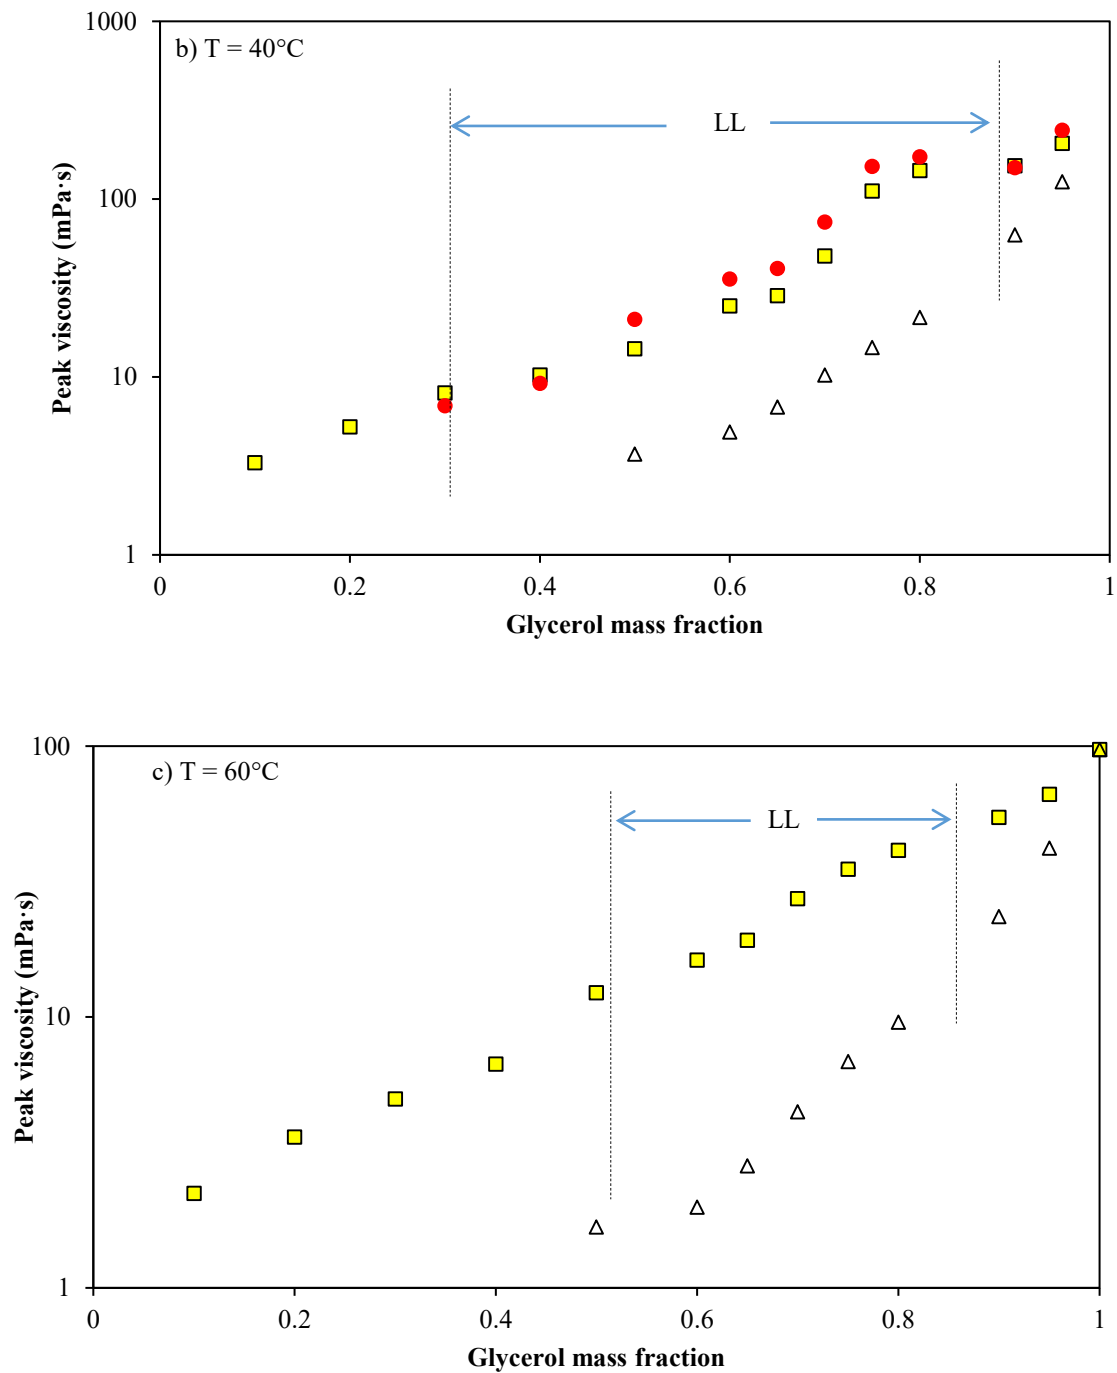 1000
b) T = 40°C
LL
100
10
1
Peak viscosity (mPa·s)
0 0.2 0.4 0.6 0.8 1
Glycerol mass fraction
100
c) T = 60°C
LL
10
1
Peak viscosity (mPa·s)
0 0.2 0.4 0.6 0.8 1
Glycerol mass fraction